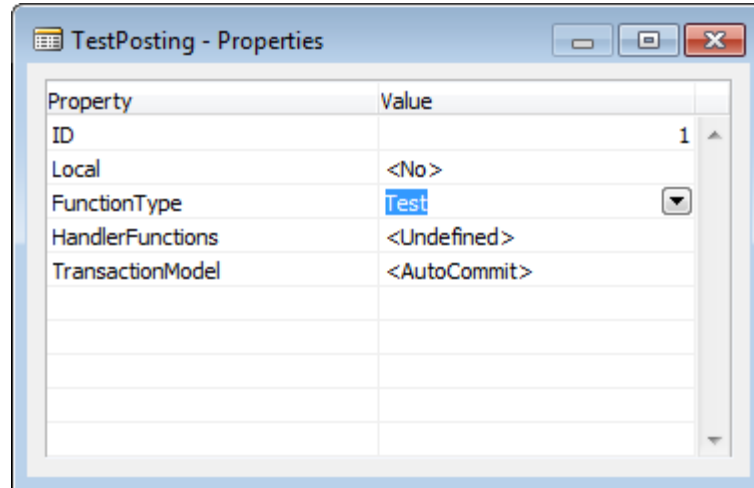 TestPosting - Properties
Property Value
ID 1
Local <No>
FunctionType Test
HandlerFunctions <Undefined>
TransactionModel <AutoCommit>